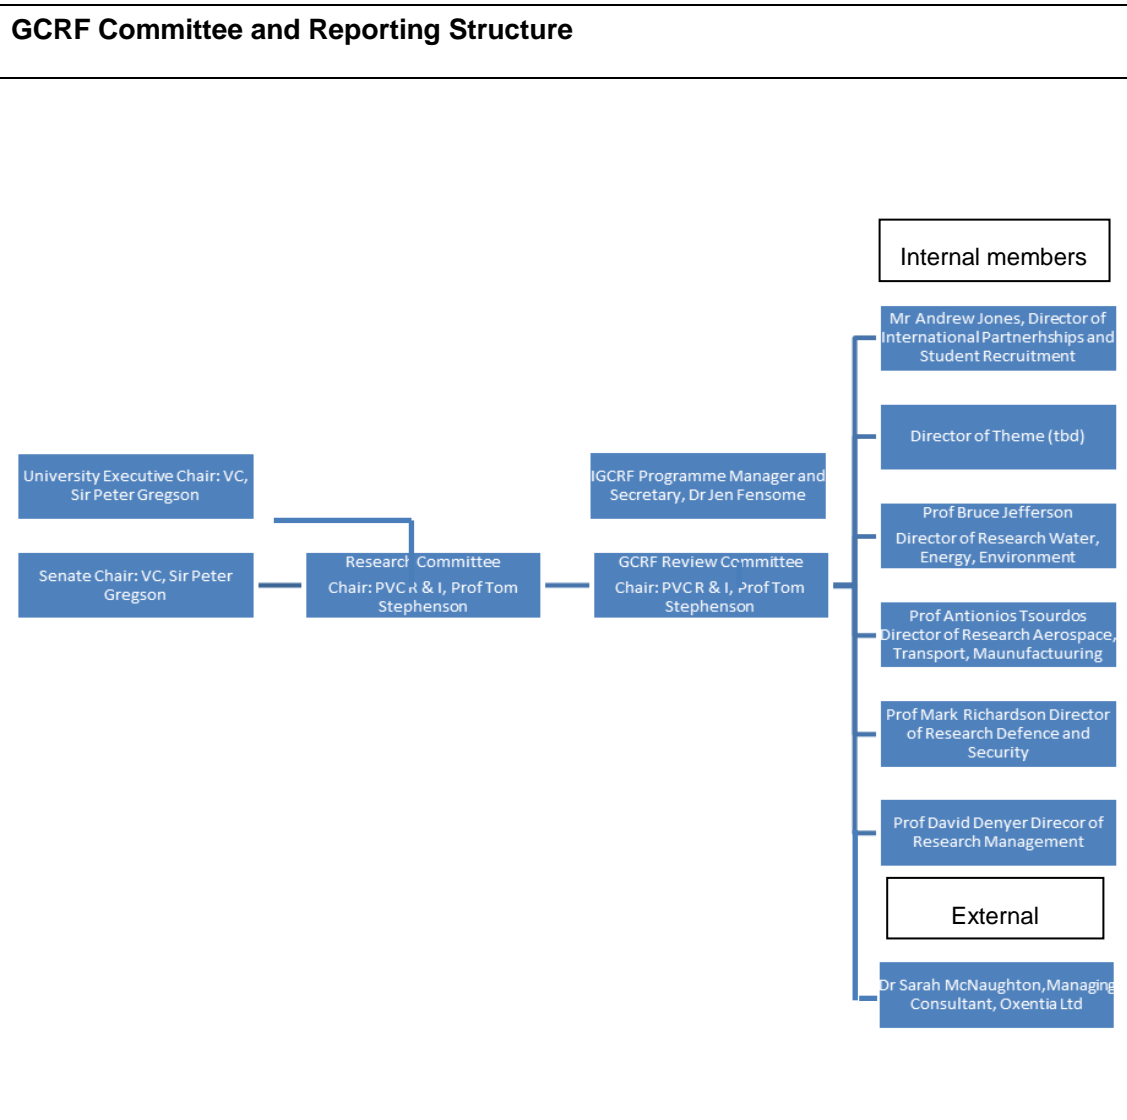 GCRF Committee and Reporting Structure
Internal members
Mr Andrew Jones, Director of
International Partnerhships and
Student Recruitment
Director of Theme (tbd)
University Executive Chair: VC,
Sir Peter Gregson
IGCRF Programme Manager and
Secretary, Dr Jen Fensome
Prof Bruce Jefferson
Director of Research Water,
Energy, Environment
Senate Chair: VC, Sir Peter
Gregson
Research Committee
Chair: PVC R & I, Prof Tom
Stephenson
GCRF Review Committee
Chair: PVC R & I, Prof Tom
Stephenson
Prof Antionios Tsourdos
Director of Research Aerospace,
Transport, Maunufactuuring
Prof Mark Richardson Director
of Research Defence and
Security
Prof David Denyer Direcor of
Research Management
External
Dr Sarah McNaughton, Managing
Consultant, Oxentia Ltd